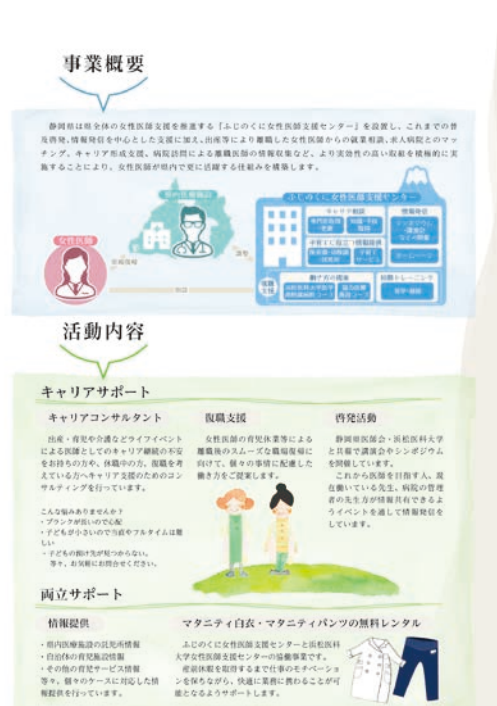 事業概要
静岡県は県全体の女性医師支援を推進する「ふじのくに女性医師支援センター」を設置し、これまでの普
及啓発、情報発信を中心とした支援に加え、出産等により離職した女性医師からの就業相談、求人病院とのマッ
チング、キャリア形成支援、病院訪問による離職医師の情報収集など、より実効性の高い取組を積極的に実
施することにより、女性医師が県内で更に活躍する仕組みを構築します。
県内医療施設
女性医師
ふじのくに女性医師支援センター
キャリア相談
情報発信
活動内容
キャリアサポート
キャリアコンサルタント
出産・育児や介護などライフイベント
による医師としてのキャリア継続の不安
をお持ちの方や、休職中の方、復職を考
えている方へキャリア支援のためのコン
サルティングを行っています。
こんな悩みありませんか?
・ブランクが長いので心配
・子どもが小さいので当直やフルタイムは難
しい
・子どもの預け先が見つからない。
等々、お気軽にお問合せください。
復職支援
女性医師の育児休業等による
離職後のスムーズな職場復帰に
向けて、個々の事情に配慮した
働き方をご提案します。
啓発活動
静岡県医師会・浜松医科大学
と共催で講演会やシンポジウム
を開催しています。
これから医師を目指す人、現
在働いている先生、病院の管理
者の先生方が情報共有できるよ
うイベントを通して情報発信を
しています。
両立サポート
情報提供
・県内医療施設の託児所情報
・自治体の育児施設情報
・その他の育児サービス情報
等々、個々のケースに対応した情
報提供を行っています。
マタニティ白衣・マタニティパンツの無料レンタル
ふじのくに女性医師支援センターと浜松医科
大学女性医師支援センターの協働事業です。
産前休暇を取得するまで仕事のモチベーショ
ンを保ちながら、快適に業務に携わることが可
能となるようサポートします。